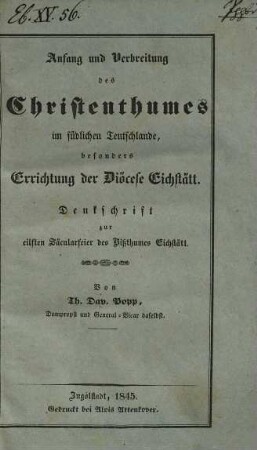 Eb. XV. 56.
Anfang und Verbreitung
des
Christenthumes
im südlichen Teutschlande,
besonders
Errichtung der Diöcese Eichstätt.
Denkschrift
zur
eilften Säcularfeier des Bißthumes Eichstätt.
Von
Th. Dav. Popp,
Dompropst und General-Vicar daselbst.
Ingolstadt, 1845.
Gedruckt bei Alois Attenkover.